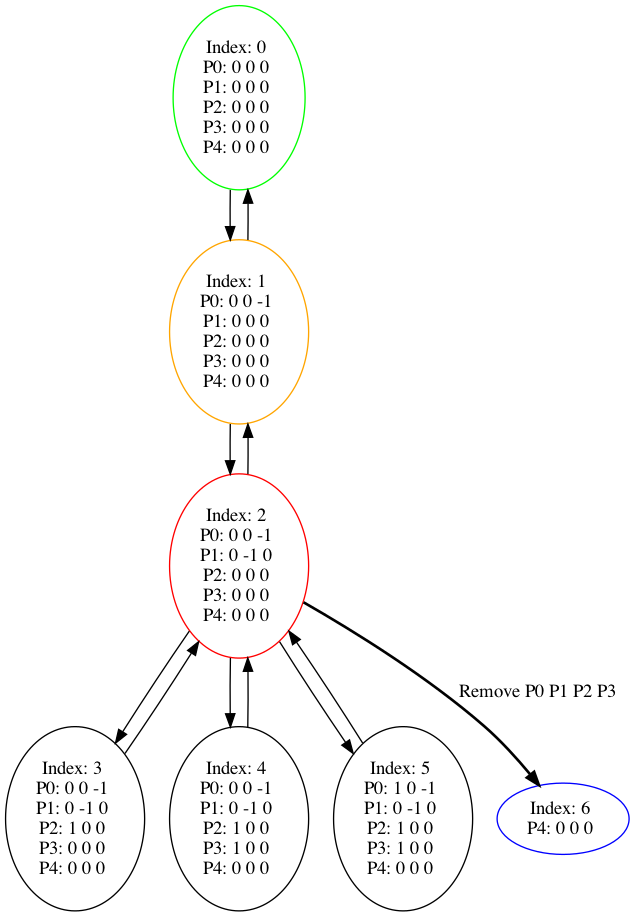 Index: 0
P0: 0 0 0
P1: 0 0 0
P2: 0 0 0
P3: 0 0 0
P4: 0 0 0
Index: 1
P0: 0 0 -1
P1: 0 0 0
P2: 0 0 0
P3: 0 0 0
P4: 0 0 0
Index: 2
P0: 0 0 -1
P1: 0 -1 0
P2: 0 0 0
P3: 0 0 0
P4: 0 0 0
Remove P0 P1 P2 P3
Index: 3
P0: 0 0 -1
P1: 0 -1 0
P2: 1 0 0
P3: 0 0 0
P4: 0 0 0
Index: 4
P0: 0 0 -1
P1: 0 -1 0
P2: 1 0 0
P3: 1 0 0
P4: 0 0 0
Index: 5
P0: 1 0 -1
P1: 0 -1 0
P2: 1 0 0
P3: 1 0 0
P4: 0 0 0
Index: 6
P4: 0 0 0